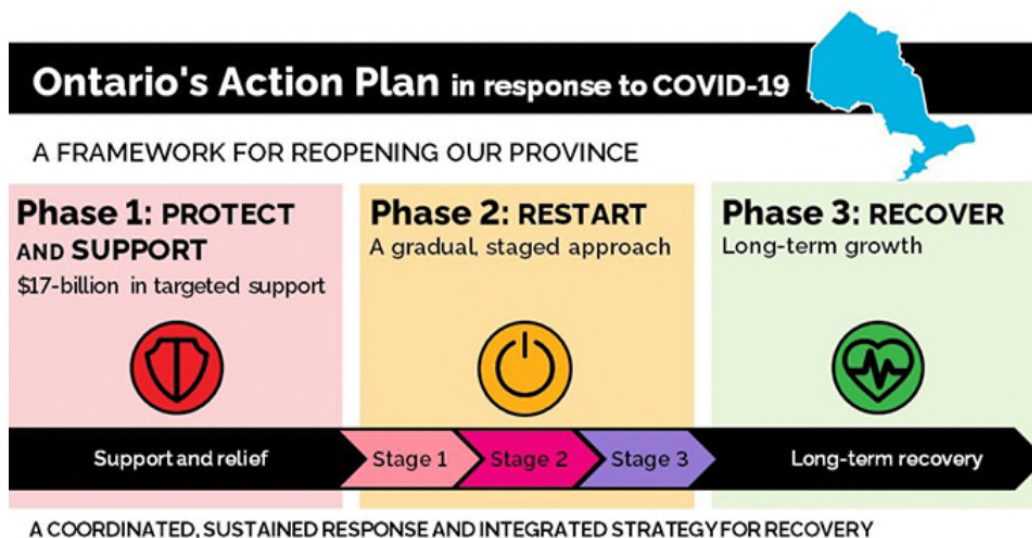 Ontario's Action Plan in response to COVID-19
A FRAMEWORK FOR REOPENING OUR PROVINCE
Phase 1: PROTECT
AND SUPPORT
$17-billion in targeted support
Phase 2: RESTART
A gradual, staged approach
Phase 3: RECOVER
Long-term growth
Support and relief
Stage 1
Stage 2
Stage 3
Long-term recovery
A COORDINATED, SUSTAINED RESPONSE AND INTEGRATED STRATEGY FOR RECOVERY